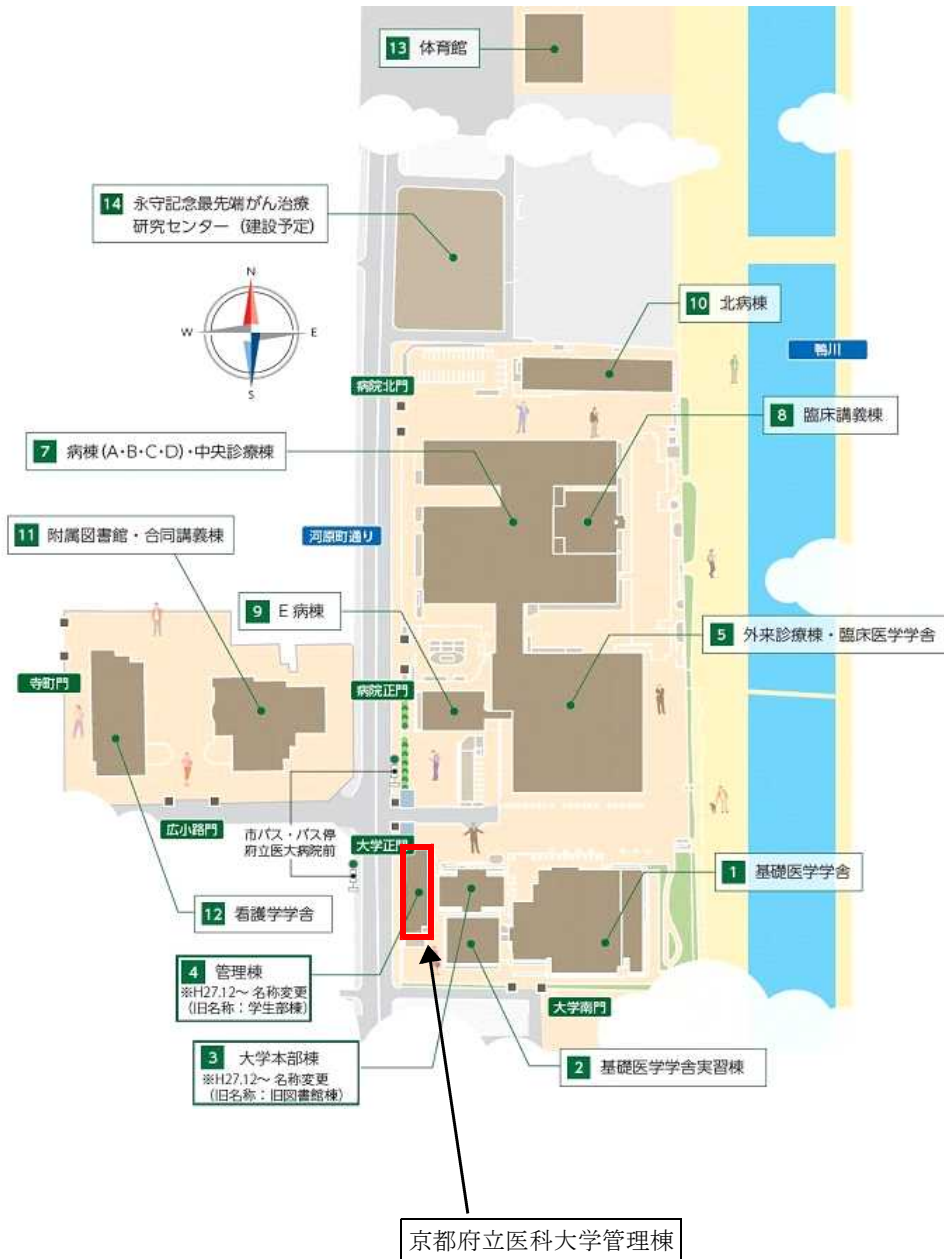 13 体育館
14 永守記念最先端がん治療
研究センター（建設予定）
N
W
E
S
10 北病棟
鴨川
病院北門
8 臨床講義棟
7 病棟(A･B･C･D)･中央診療棟
11 附属図書館・合同講義棟
河原町通り
9 E病棟
5 外来診療棟・臨床医学学舎
寺町門
病院正門
広小路門
市バス・バス停
府立医大病院前
大学正門
1 基礎医学学舎
12 看護学学舎
4 管理棟
※H27.12～ 名称変更
（旧名称：学生部棟）
大学南門
3 大学本部棟
※H27.12～ 名称変更
（旧名称：旧図書館棟）
2 基礎医学学舎実習棟
京都府立医科大学管理棟